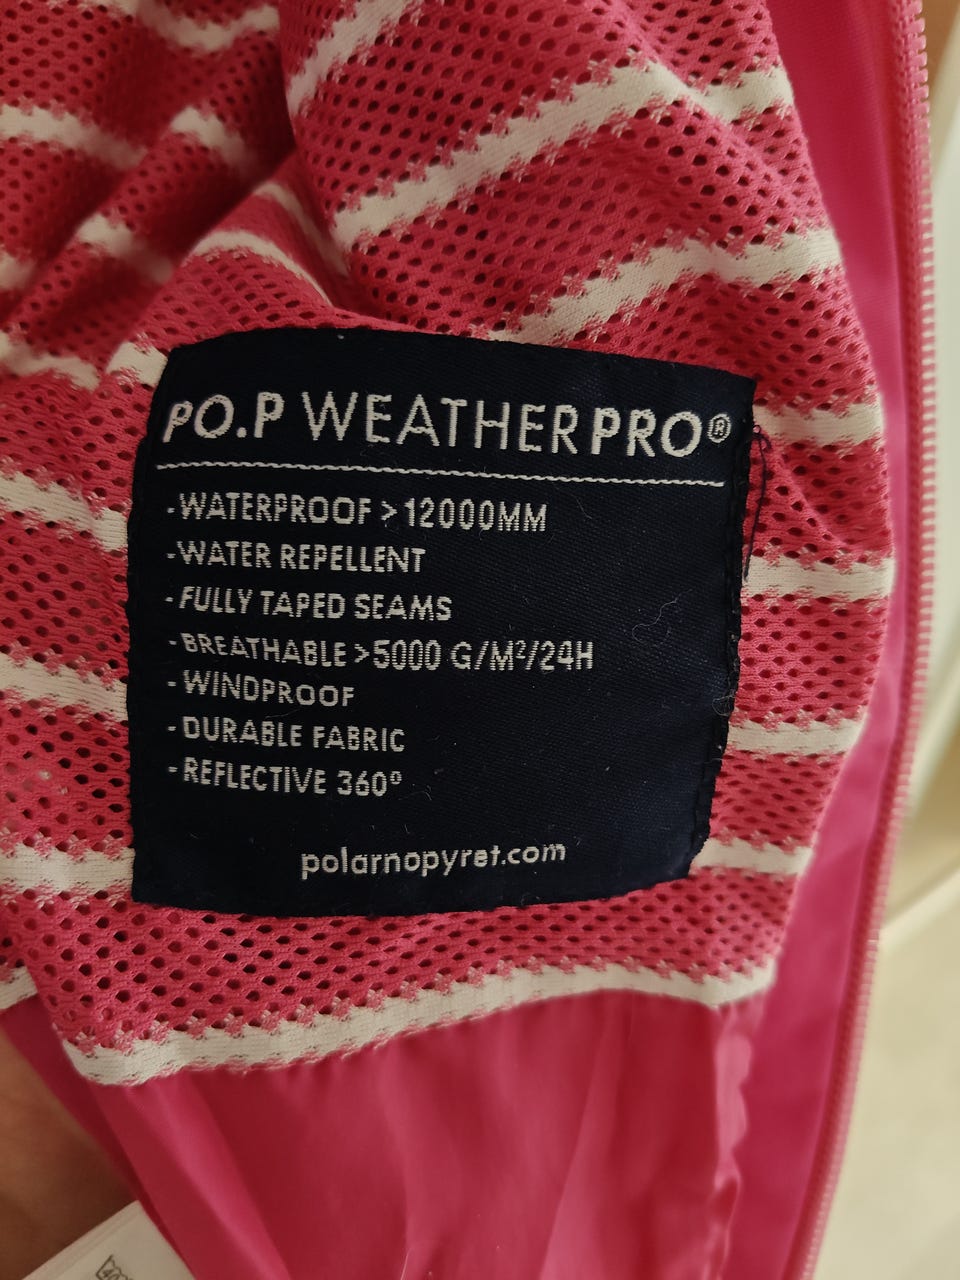 PO.P WEATHERPRO®
-WATERPROOF >12000MM
-WATER REPELLENT
-FULLY TAPED SEAMS
-BREATHABLE >5000 G/M²/24H
-WINDPROOF
-DURABLE FABRIC
-REFLECTIVE 360°
polarnopyret.com